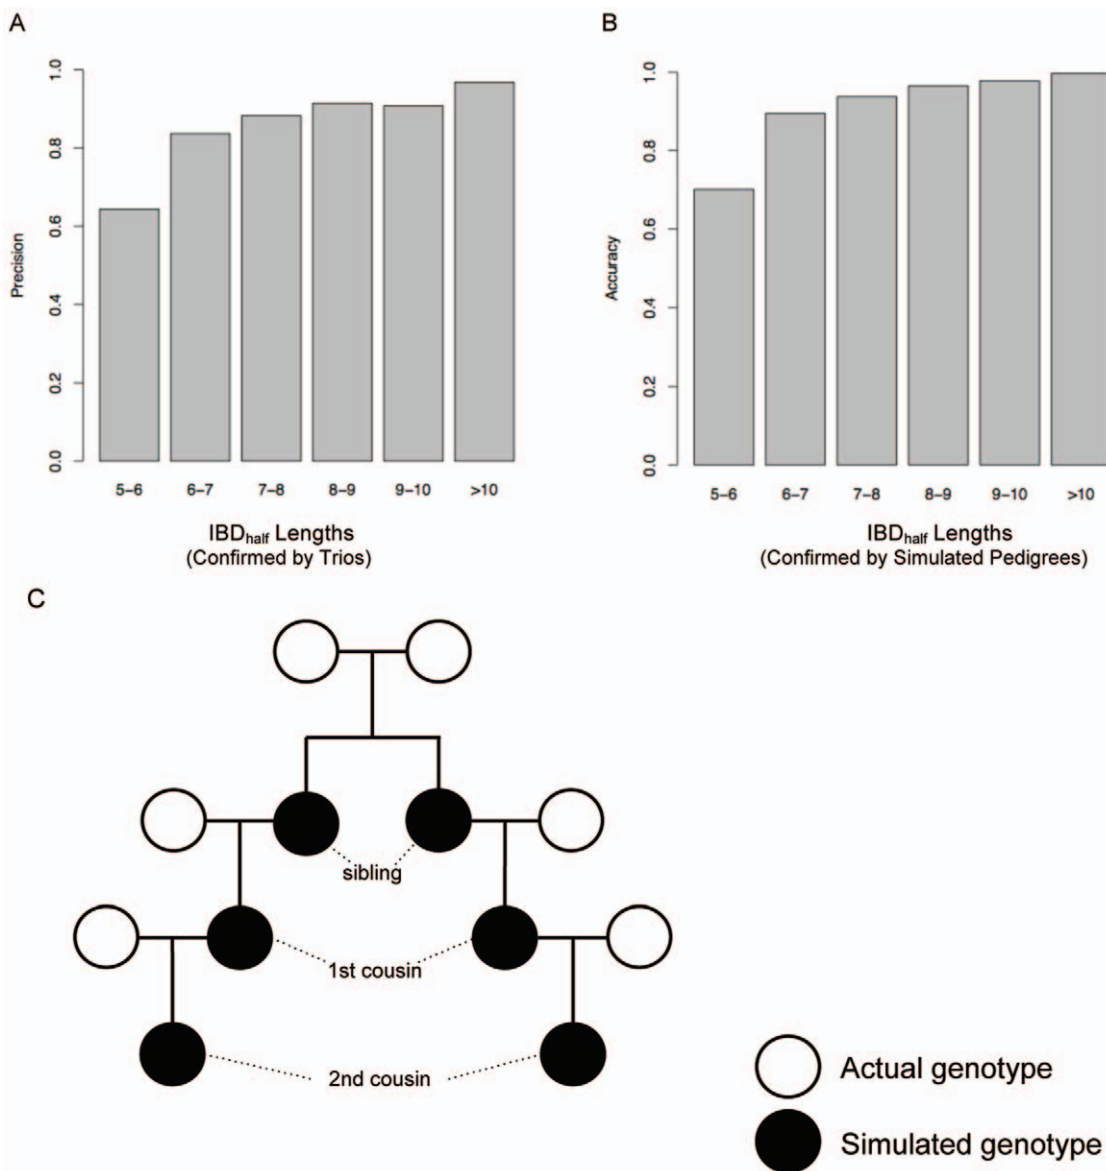 A
B
Precision
1.0
0.8
0.6
0.4
0.2
0.0
5–6 6–7 7–8 8–9 9–10 >10
IBDhalf Lengths
(Confirmed by Trios)
Accuracy
1.0
0.8
0.6
0.4
0.2
0.0
5–6 6–7 7–8 8–9 9–10 >10
IBDhalf Lengths
(Confirmed by Simulated Pedigrees)
C
sibling
1st cousin
2nd cousin
Actual genotype
Simulated genotype